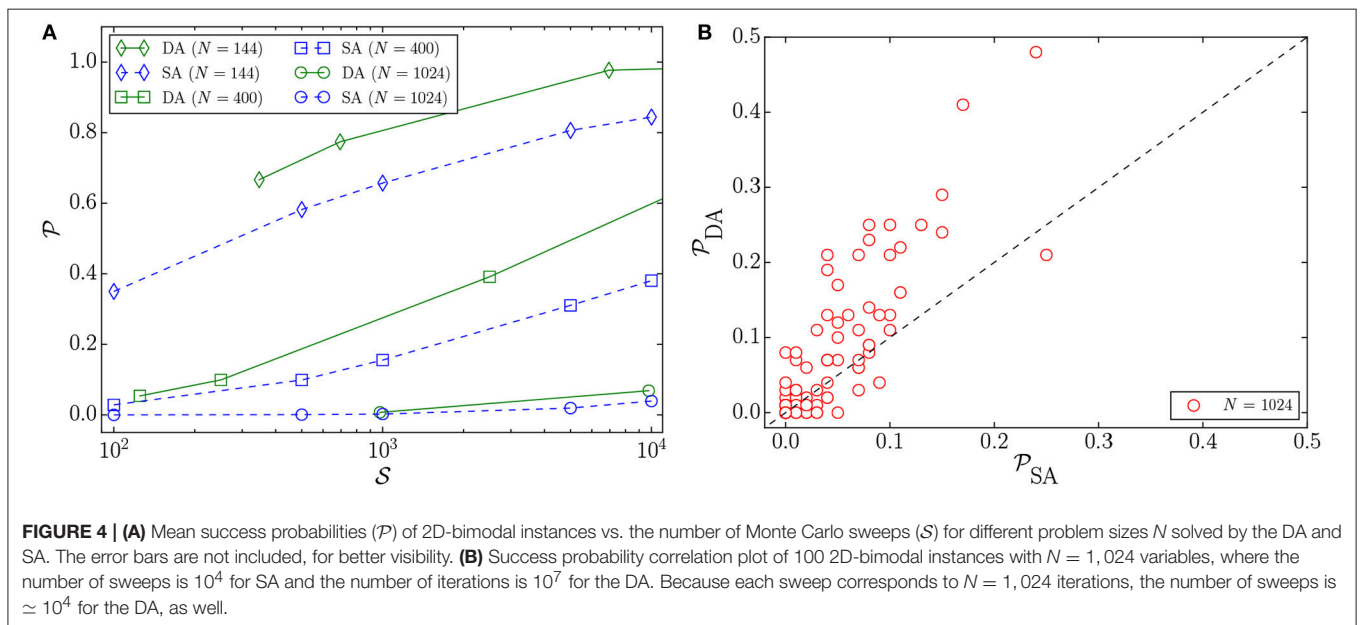 A
DA (N = 144)
SA (N = 144)
DA (N = 400)
SA (N = 400)
DA (N = 1024)
SA (N = 1024)
1.0
0.8
0.6
0.4
0.2
0.0
𝒫
10²
10³
10⁴
𝒮
B
0.5
0.4
0.3
0.2
0.1
0.0
𝒫_DA
N = 1024
0.0
0.1
0.2
0.3
0.4
0.5
𝒫_SA
FIGURE 4 | (A) Mean success probabilities (𝒫) of 2D-bimodal instances vs. the number of Monte Carlo sweeps (𝒮) for different problem sizes N solved by the DA and
SA. The error bars are not included, for better visibility. (B) Success probability correlation plot of 100 2D-bimodal instances with N = 1, 024 variables, where the
number of sweeps is 10⁴ for SA and the number of iterations is 10⁷ for the DA. Because each sweep corresponds to N = 1, 024 iterations, the number of sweeps is
≃ 10⁴ for the DA, as well.